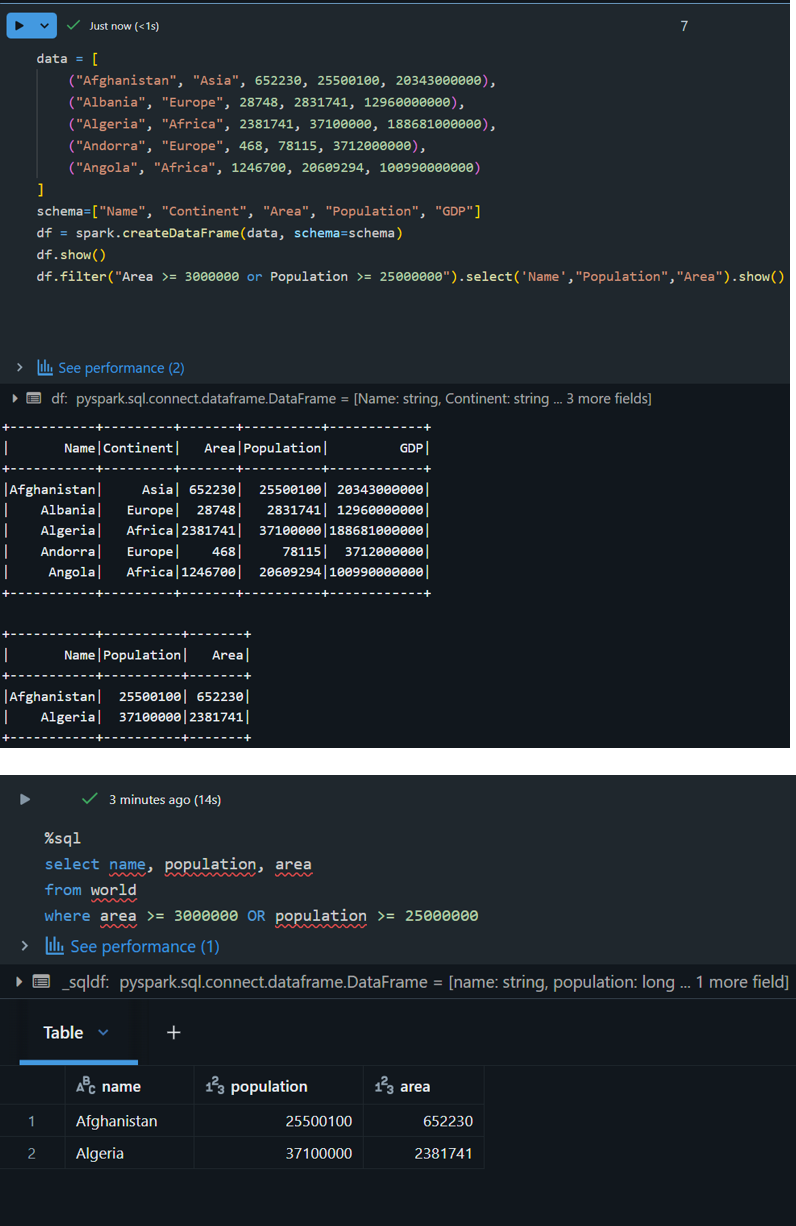 Just now (<1s)
7
data = [
("Afghanistan", "Asia", 652230, 25500100, 20343000000),
("Albania", "Europe", 28748, 2831741, 12960000000),
("Algeria", "Africa", 2381741, 37100000, 188681000000),
("Andorra", "Europe", 468, 78115, 3712000000),
("Angola", "Africa", 1246700, 20609294, 100990000000)
]
schema=["Name", "Continent", "Area", "Population", "GDP"]
df = spark.createDataFrame(data, schema=schema)
df.show()
df.filter("Area >= 3000000 or Population >= 25000000").select('Name',"Population","Area").show()
See performance (2)
df: pyspark.sql.connect.dataframe.DataFrame = [Name: string, Continent: string ... 3 more fields]
+-----------+---------+-------+----------+------------+
|       Name|Continent|   Area|Population|         GDP|
+-----------+---------+-------+----------+------------+
|Afghanistan|     Asia| 652230|  25500100| 20343000000|
|    Albania|   Europe|  28748|   2831741| 12960000000|
|    Algeria|   Africa|2381741|  37100000|188681000000|
|    Andorra|   Europe|    468|     78115|  3712000000|
|     Angola|   Africa|1246700|  20609294|100990000000|
+-----------+---------+-------+----------+------------+
+-----------+----------+-------+
|       Name|Population|   Area|
+-----------+----------+-------+
|Afghanistan|  25500100| 652230|
|    Algeria|  37100000|2381741|
+-----------+----------+-------+
3 minutes ago (14s)
%sql
select name, population, area
from world
where area >= 3000000 OR population >= 25000000
See performance (1)
_sqldf: pyspark.sql.connect.dataframe.DataFrame = [name: string, population: long ... 1 more field]
Table +
ABC name 123 population 123 area
1 Afghanistan 25500100 652230
2 Algeria 37100000 2381741